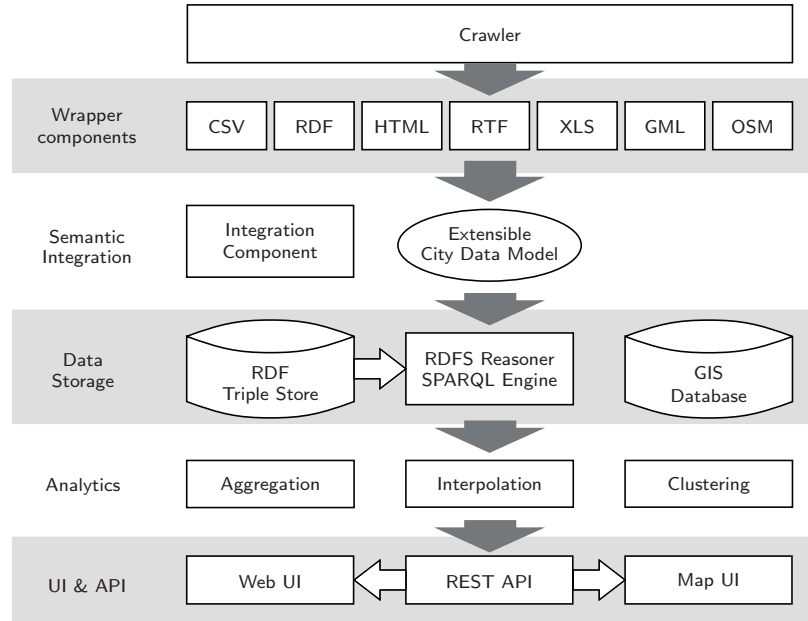 Crawler
Wrapper
components
CSV
RDF
HTML
RTF
XLS
GML
OSM
Semantic
Integration
Integration
Component
Extensible
City Data Model
Data
Storage
RDF
Triple Store
RDFS Reasoner
SPARQL Engine
GIS
Database
Analytics
Aggregation
Interpolation
Clustering
UI & API
Web UI
REST API
Map UI